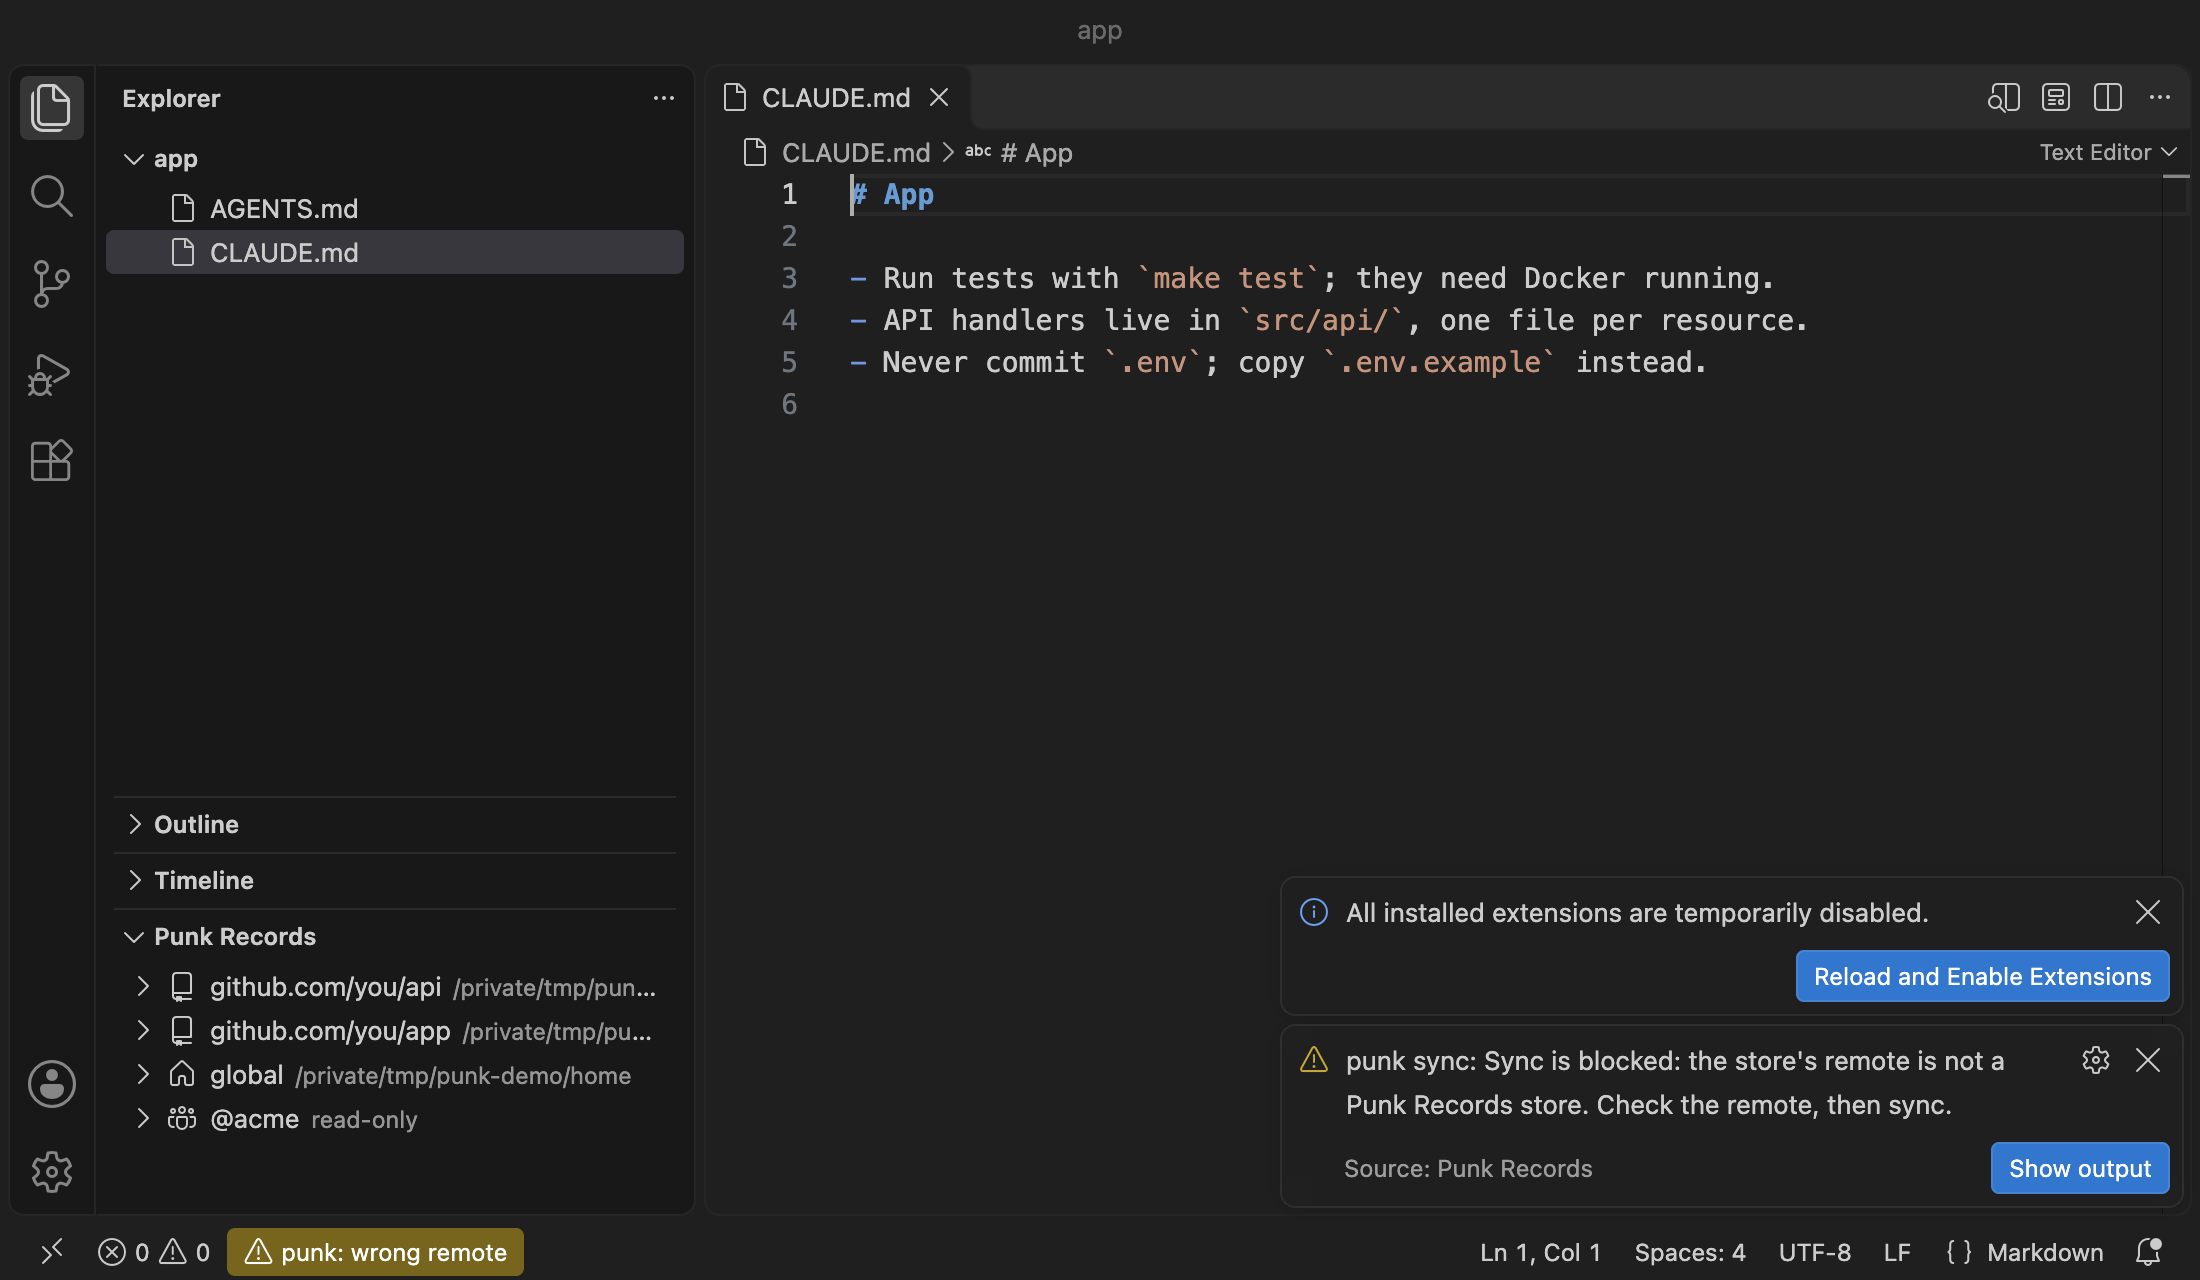 app
Explorer
app
AGENTS.md
CLAUDE.md
Outline
Timeline
Punk Records
github.com/you/api /private/tmp/pun...
github.com/you/app /private/tmp/pu...
global /private/tmp/punk-demo/home
@acme read-only
CLAUDE.md
CLAUDE.md > abc # App
Text Editor
1 # App
2
3 - Run tests with `make test`; they need Docker running.
4 - API handlers live in `src/api/`, one file per resource.
5 - Never commit `.env`; copy `.env.example` instead.
6
All installed extensions are temporarily disabled.
Reload and Enable Extensions
punk sync: Sync is blocked: the store's remote is not a
Punk Records store. Check the remote, then sync.
Source: Punk Records
Show output
0 0 punk: wrong remote
Ln 1, Col 1 Spaces: 4 UTF-8 LF { } Markdown